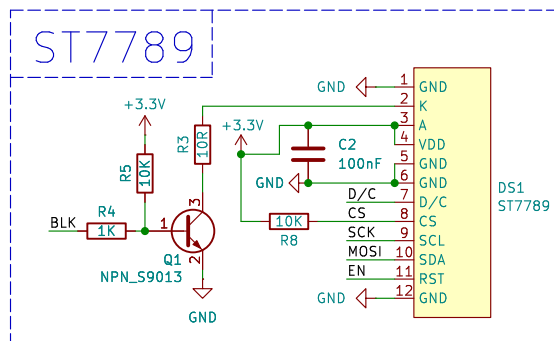 ST7789
+3.3V
R5
10K
BLK
R4
1K
R3
10R
3
1
2
Q1
NPN_S9013
GND
+3.3V
C2
100nF
GND
GND
10K
R8
D/C
CS
SCK
MOSI
EN
GND
1 GND
2 K
3 A
4 VDD
5 GND
6 GND
7 D/C
8 CS
9 SCL
10 SDA
11 RST
12 GND
DS1
ST7789